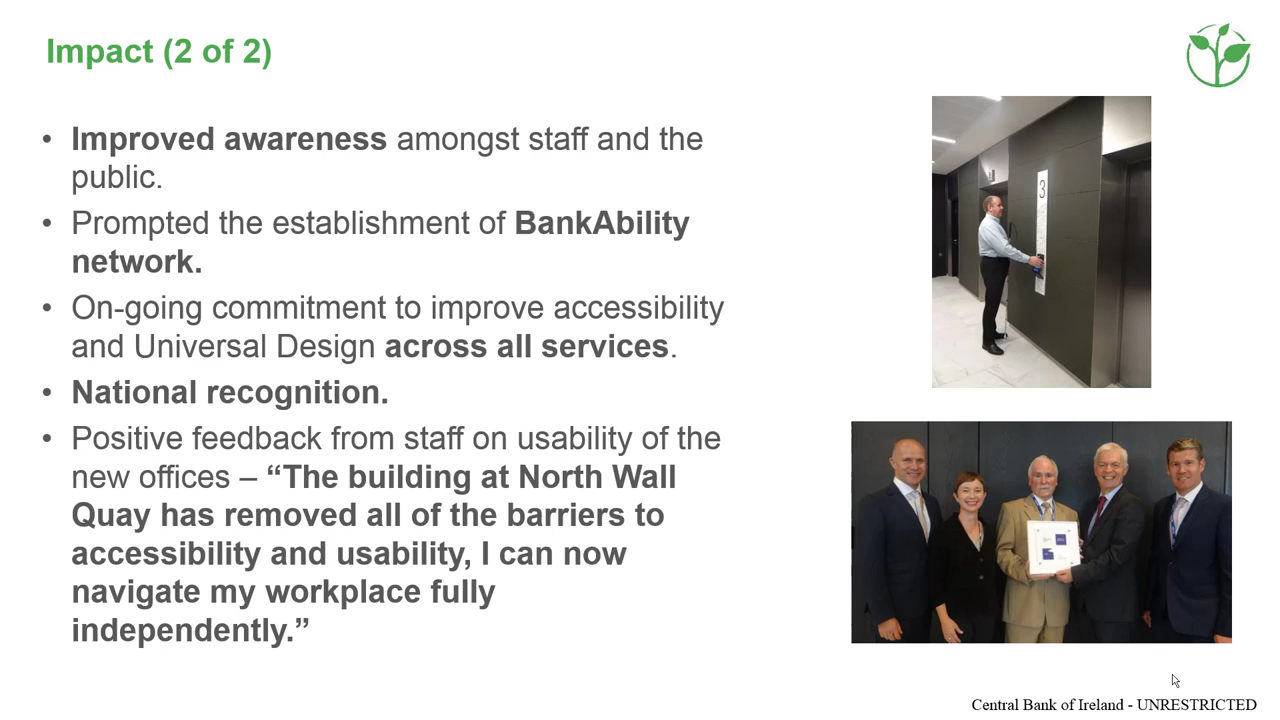 Impact (2 of 2)
• Improved awareness amongst staff and the
public.
• Prompted the establishment of BankAbility
network.
• On-going commitment to improve accessibility
and Universal Design across all services.
• National recognition.
• Positive feedback from staff on usability of the
new offices – “The building at North Wall
Quay has removed all of the barriers to
accessibility and usability, I can now
navigate my workplace fully
independently.”
3
Central Bank of Ireland - UNRESTRICTED